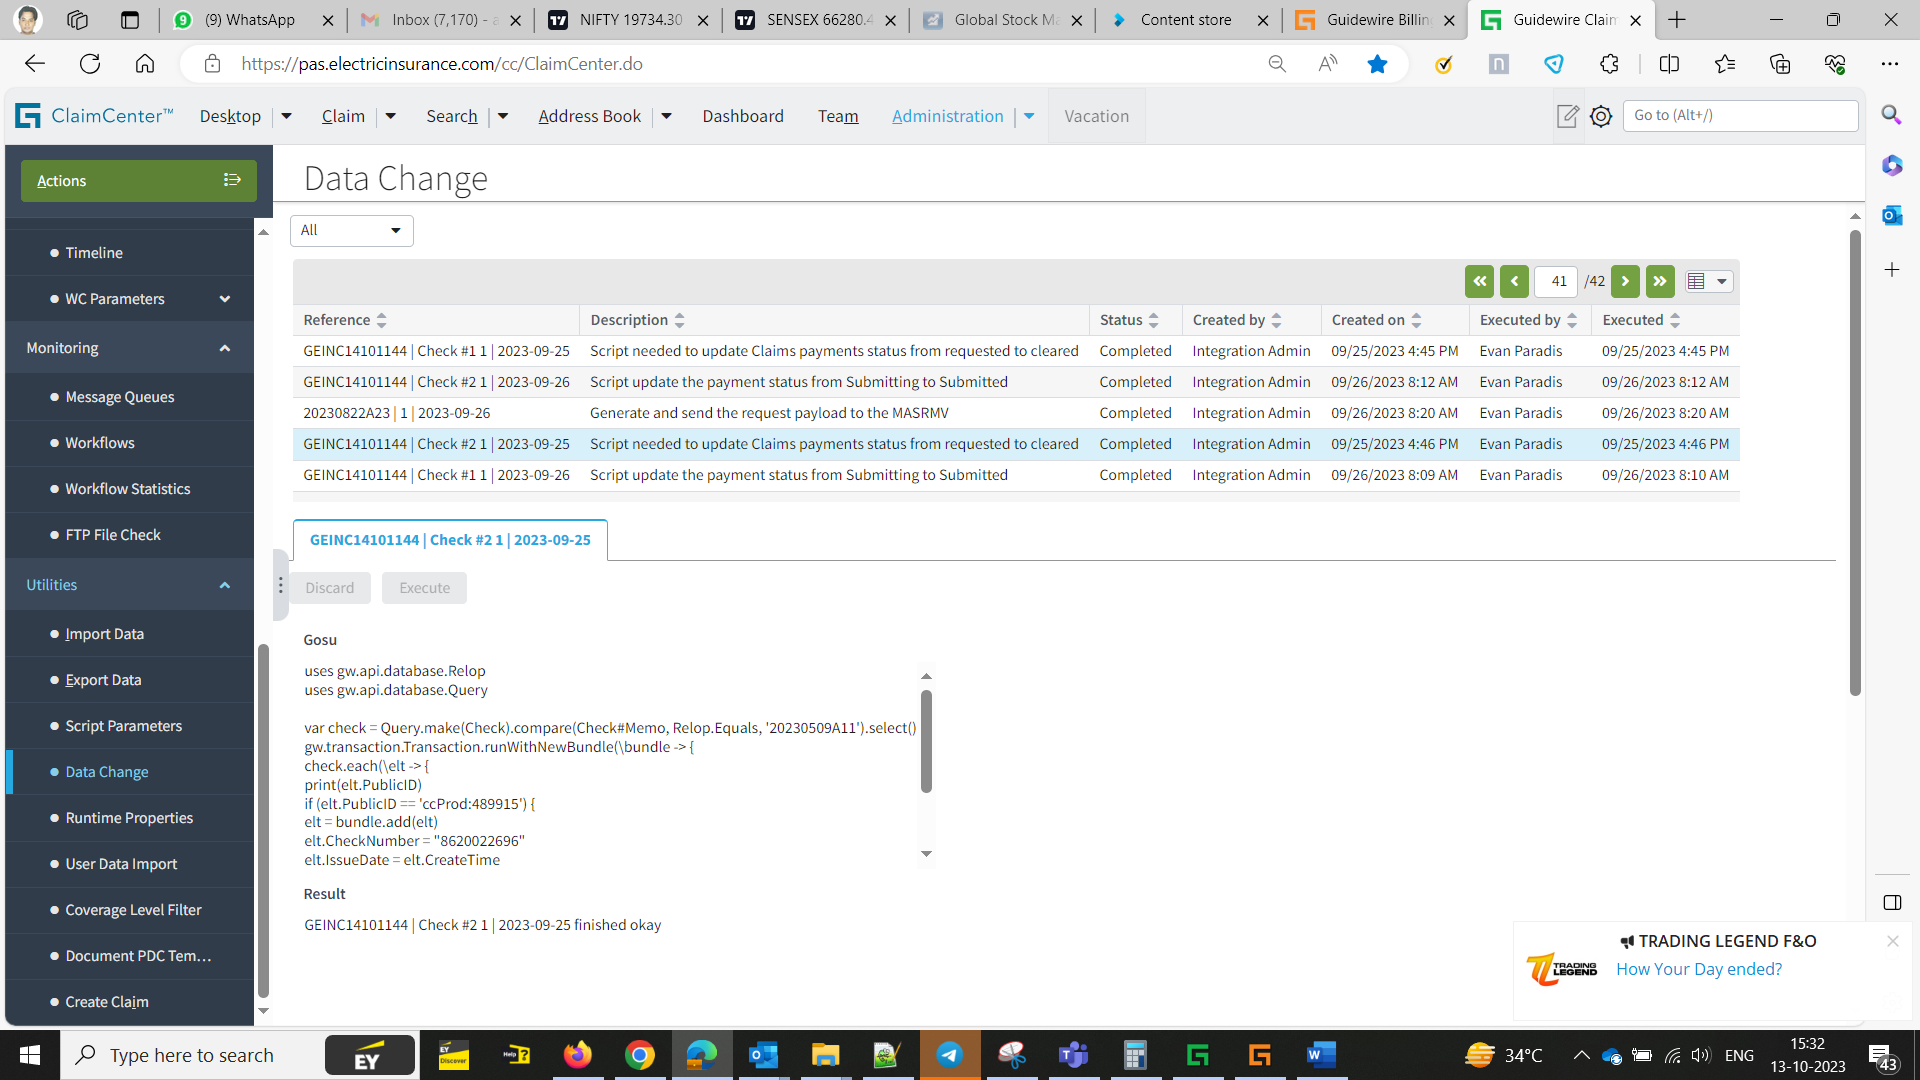 (9) WhatsApp
Inbox (7,170) - a
NIFTY 19734.30
SENSEX 66280.4
Global Stock Ma
Content store
Guidewire Billin
Guidewire Claim
https://pas.electricinsurance.com/cc/ClaimCenter.do
ClaimCenter™
Desktop
Claim
Search
Address Book
Dashboard
Team
Administration
Vacation
Go to (Alt+/)
Actions
Timeline
WC Parameters
Monitoring
Message Queues
Workflows
Workflow Statistics
FTP File Check
Utilities
Import Data
Export Data
Script Parameters
Data Change
Runtime Properties
User Data Import
Coverage Level Filter
Document PDC Tem...
Create Claim
Data Change
All
41 /42
Reference Description Status Created by Created on Executed by Executed
GEINC14101144 | Check #1 1 | 2023-09-25 Script needed to update Claims payments status from requested to cleared Completed Integration Admin 09/25/2023 4:45 PM Evan Paradis 09/25/2023 4:45 PM
GEINC14101144 | Check #2 1 | 2023-09-26 Script update the payment status from Submitting to Submitted Completed Integration Admin 09/26/2023 8:12 AM Evan Paradis 09/26/2023 8:12 AM
20230822A23 | 1 | 2023-09-26 Generate and send the request payload to the MASRMV Completed Integration Admin 09/26/2023 8:20 AM Evan Paradis 09/26/2023 8:20 AM
GEINC14101144 | Check #2 1 | 2023-09-25 Script needed to update Claims payments status from requested to cleared Completed Integration Admin 09/25/2023 4:46 PM Evan Paradis 09/25/2023 4:46 PM
GEINC14101144 | Check #1 1 | 2023-09-26 Script update the payment status from Submitting to Submitted Completed Integration Admin 09/26/2023 8:09 AM Evan Paradis 09/26/2023 8:10 AM
GEINC14101144 | Check #2 1 | 2023-09-25
Discard Execute
Gosu
uses gw.api.database.Relop
uses gw.api.database.Query
var check = Query.make(Check).compare(Check#Memo, Relop.Equals, '20230509A11').select()
gw.transaction.Transaction.runWithNewBundle(\bundle -> {
check.each(\elt -> {
print(elt.PublicID)
if (elt.PublicID == 'ccProd:489915') {
elt = bundle.add(elt)
elt.CheckNumber = "8620022696"
elt.IssueDate = elt.CreateTime
Result
GEINC14101144 | Check #2 1 | 2023-09-25 finished okay
TRADING LEGEND F&O
How Your Day ended?
TRADING
LEGEND
Type here to search
EY
EY
Discover
Help ?
34°C
ENG
15:32
13-10-2023
43